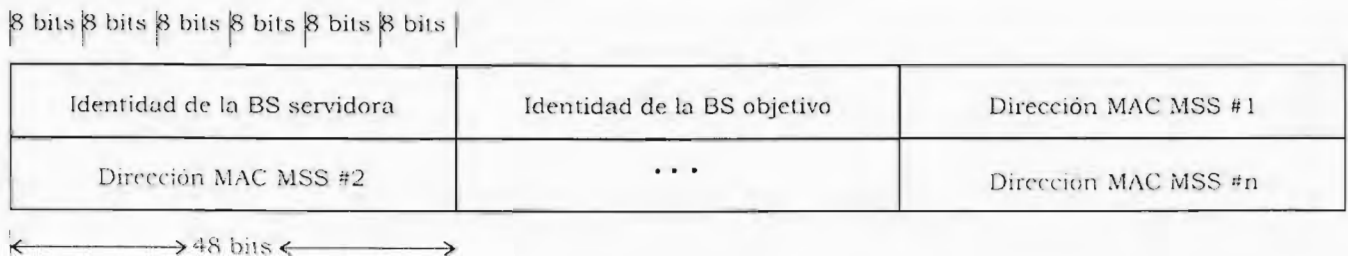 8 bits 8 bits 8 bits 8 bits 8 bits 8 bits
Identidad de la BS servidora Identidad de la BS objetivo Dirección MAC MSS #1
Dirección MAC MSS #2 ... Dirección MAC MSS #n
48 bits